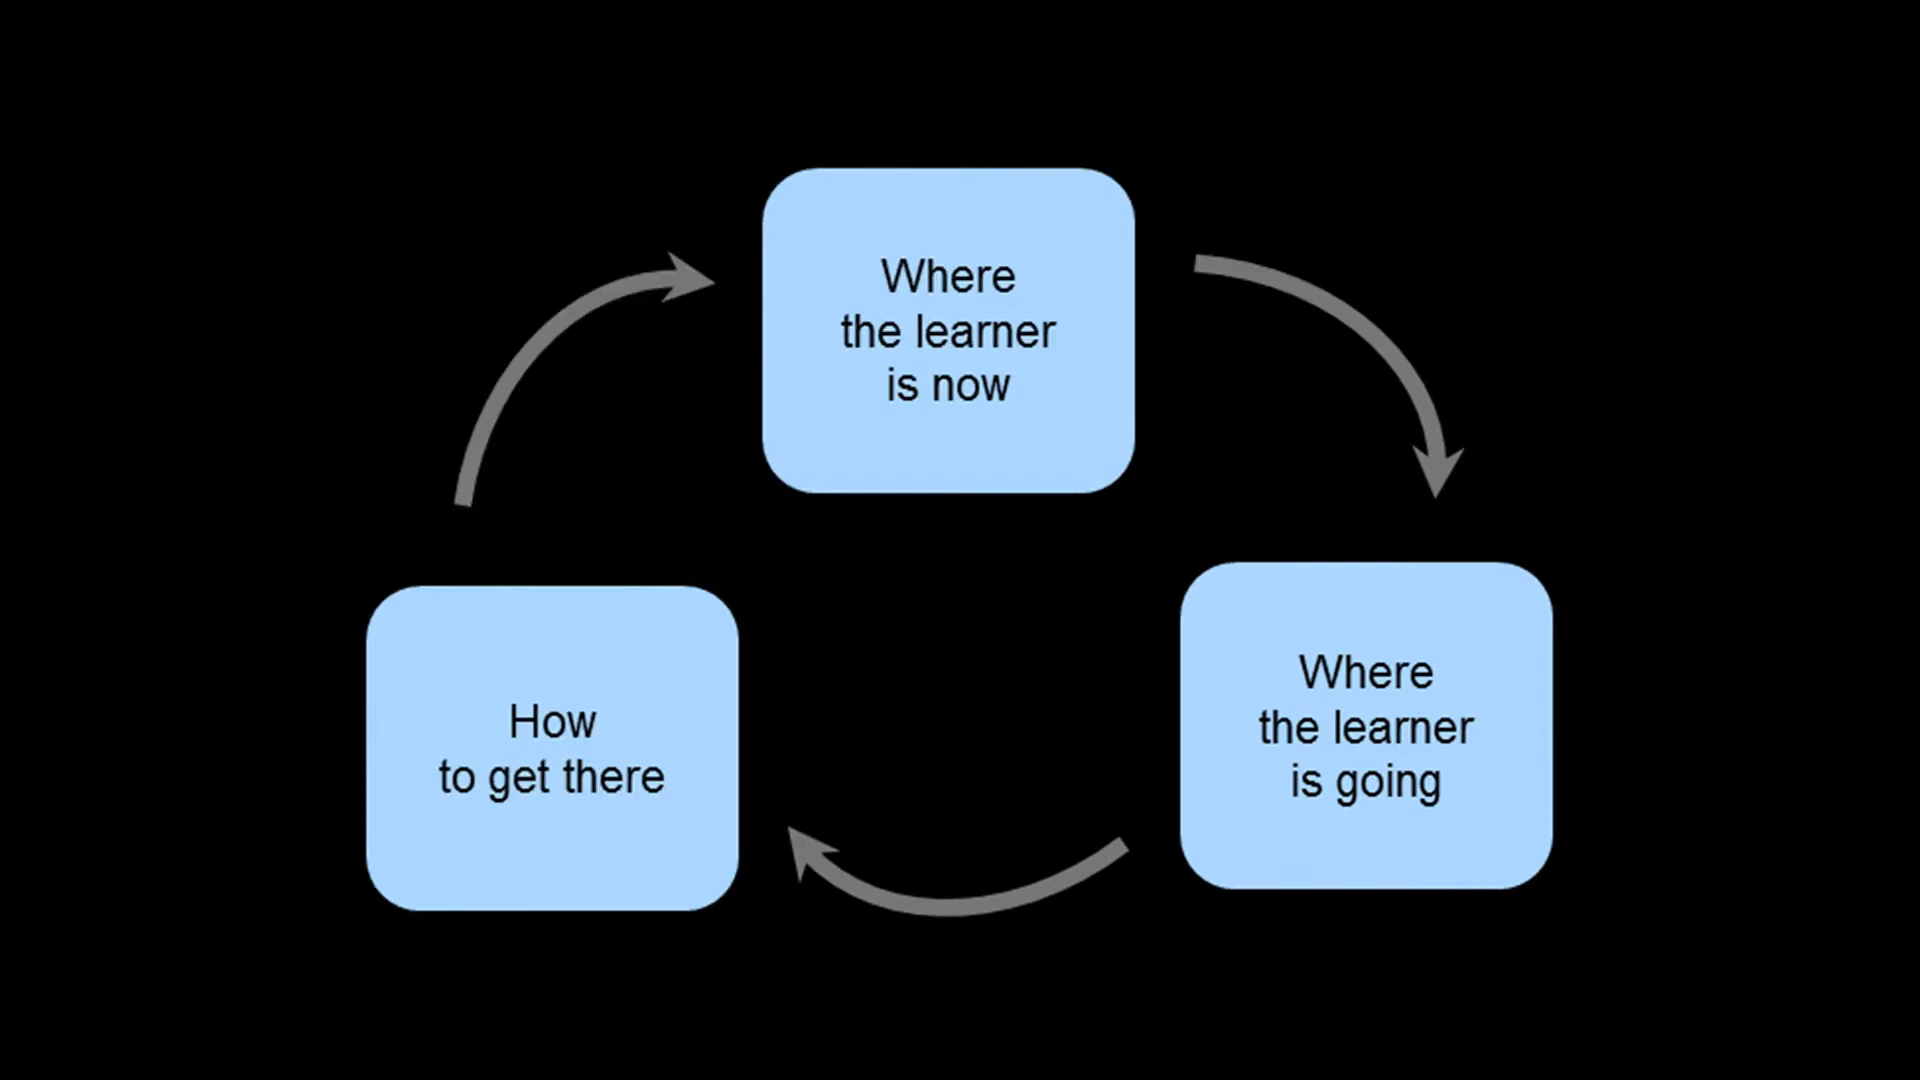 Where
the learner
is now
How
to get there
Where
the learner
is going